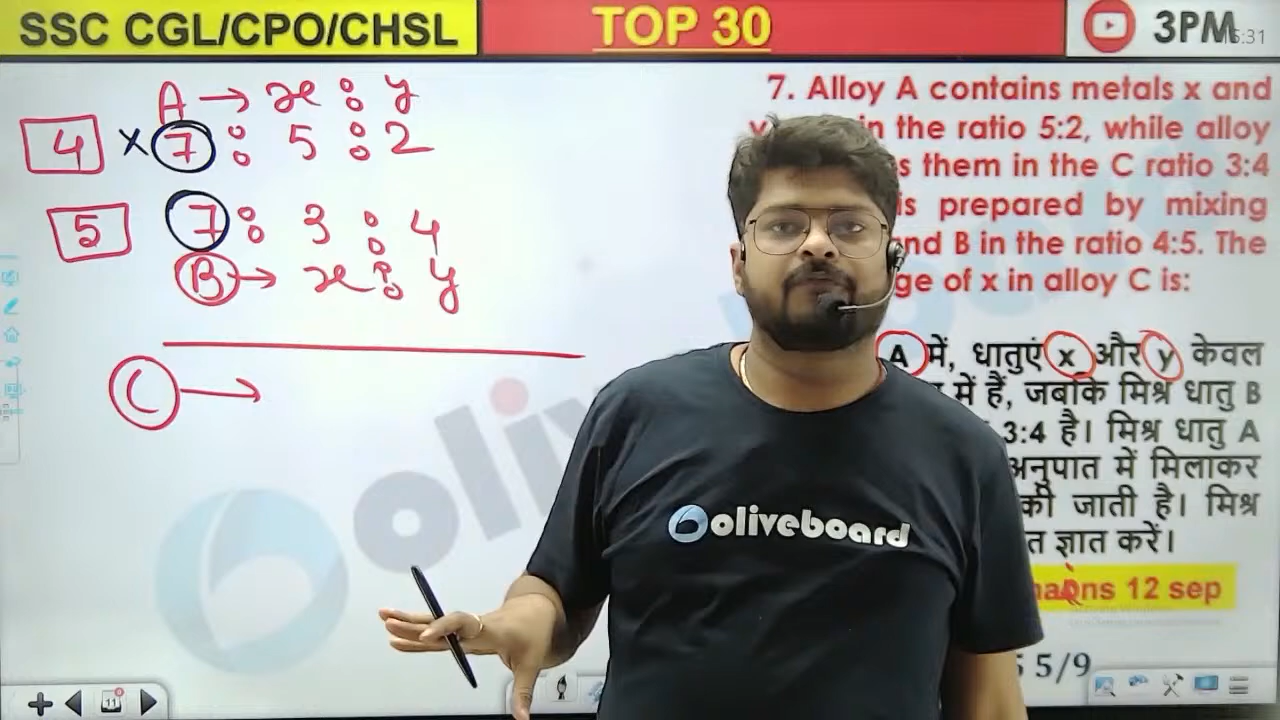 SSC CGL/CPO/CHSL
TOP 30
3PM
:31
A → x : y
4 × 7 : 5 : 2
5 7 : 3 : 4
B → x : y
C →
7. Alloy A contains metals x and
in the ratio 5:2, while alloy
them in the C ratio 3:4
is prepared by mixing
B in the ratio 4:5. The
of x in alloy C is:
A में, धातुएं x और y केवल
में हैं, जबकि मिश्र धातु B
3:4 है। मिश्र धातु A
अनुपात में मिलाकर
की जाती है। मिश्र
ज्ञात करें।
12 sep
5/9
oliveboard
oliv
11